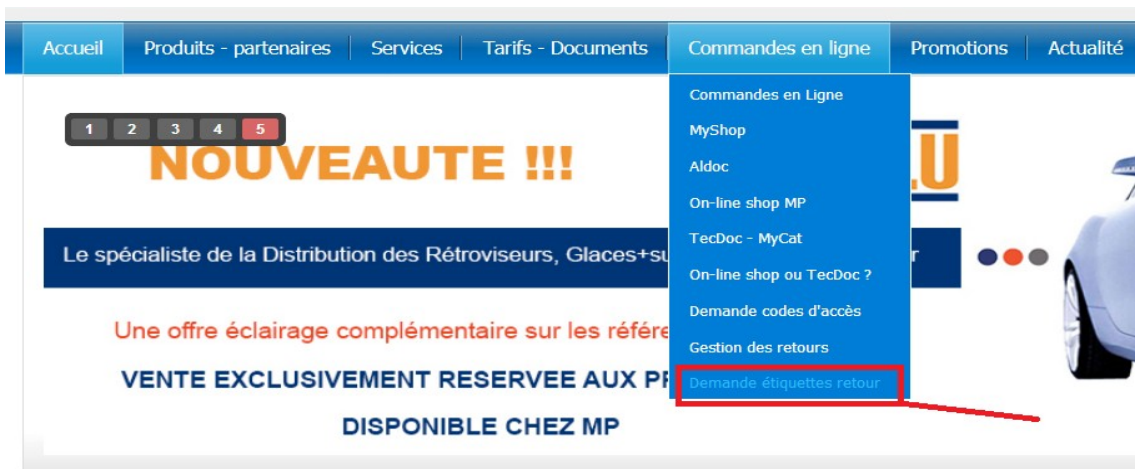 Accueil Produits - partenaires Services Tarifs - Documents Commandes en ligne Promotions Actualité
Commandes en Ligne
MyShop
Aldoc
On-line shop MP
TecDoc - MyCat
On-line shop ou TecDoc ?
Demande codes d'accès
Gestion des retours
Demande étiquettes retour
1 2 3 4 5
NOUVEAUTE !!!
Le spécialiste de la Distribution des Rétroviseurs, Glaces+su
Une offre éclairage complémentaire sur les référe
VENTE EXCLUSIVEMENT RESERVEE AUX PR
DISPONIBLE CHEZ MP